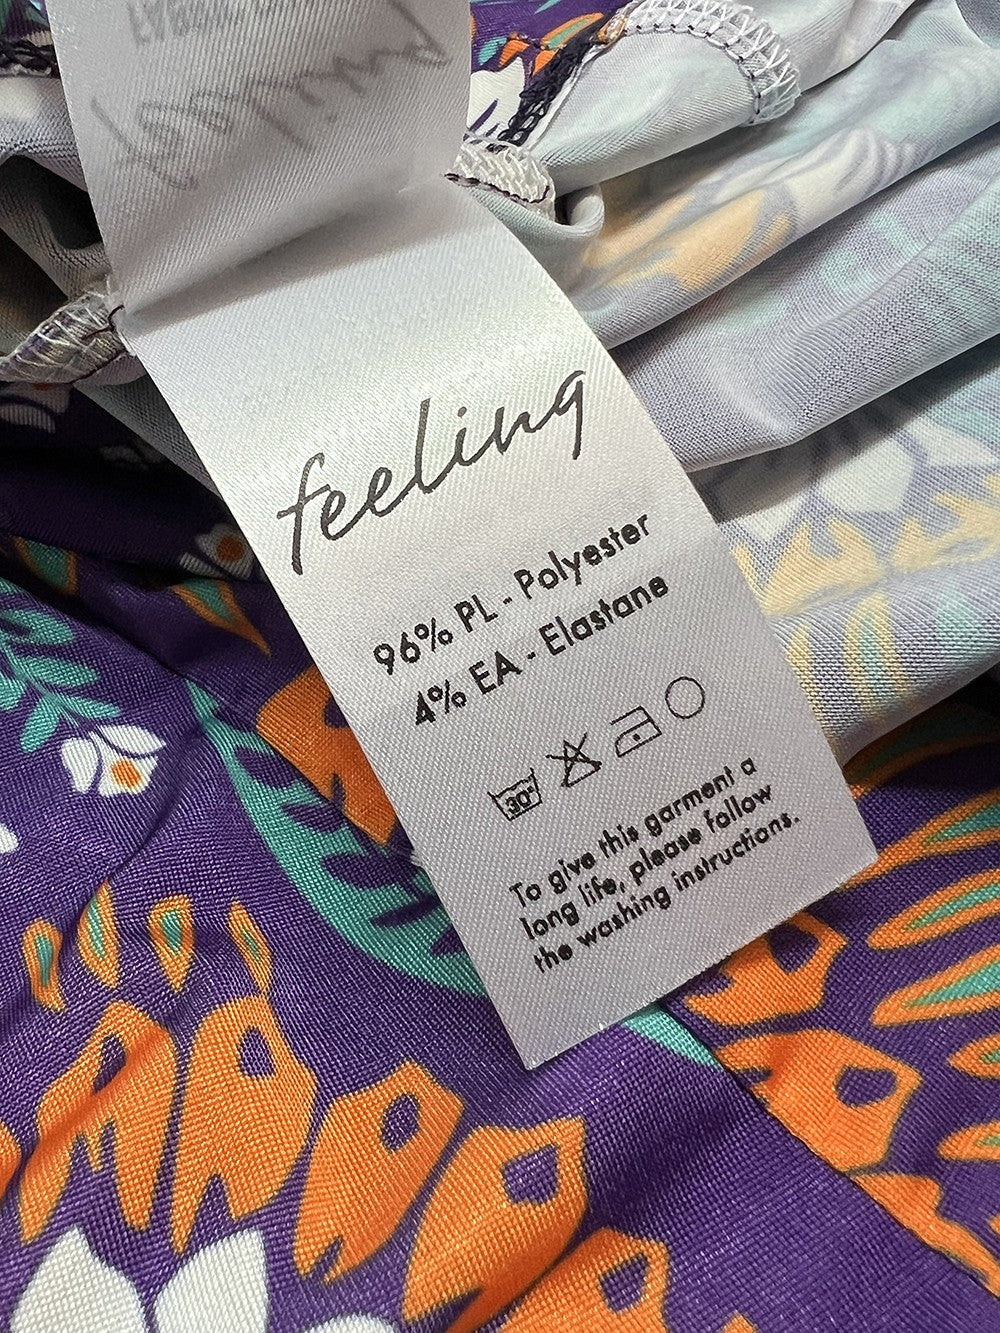 feeling
96% PL - Polyester
4% EA - Elastane
30°
To give this garment a
long life, please follow
the washing instructions.